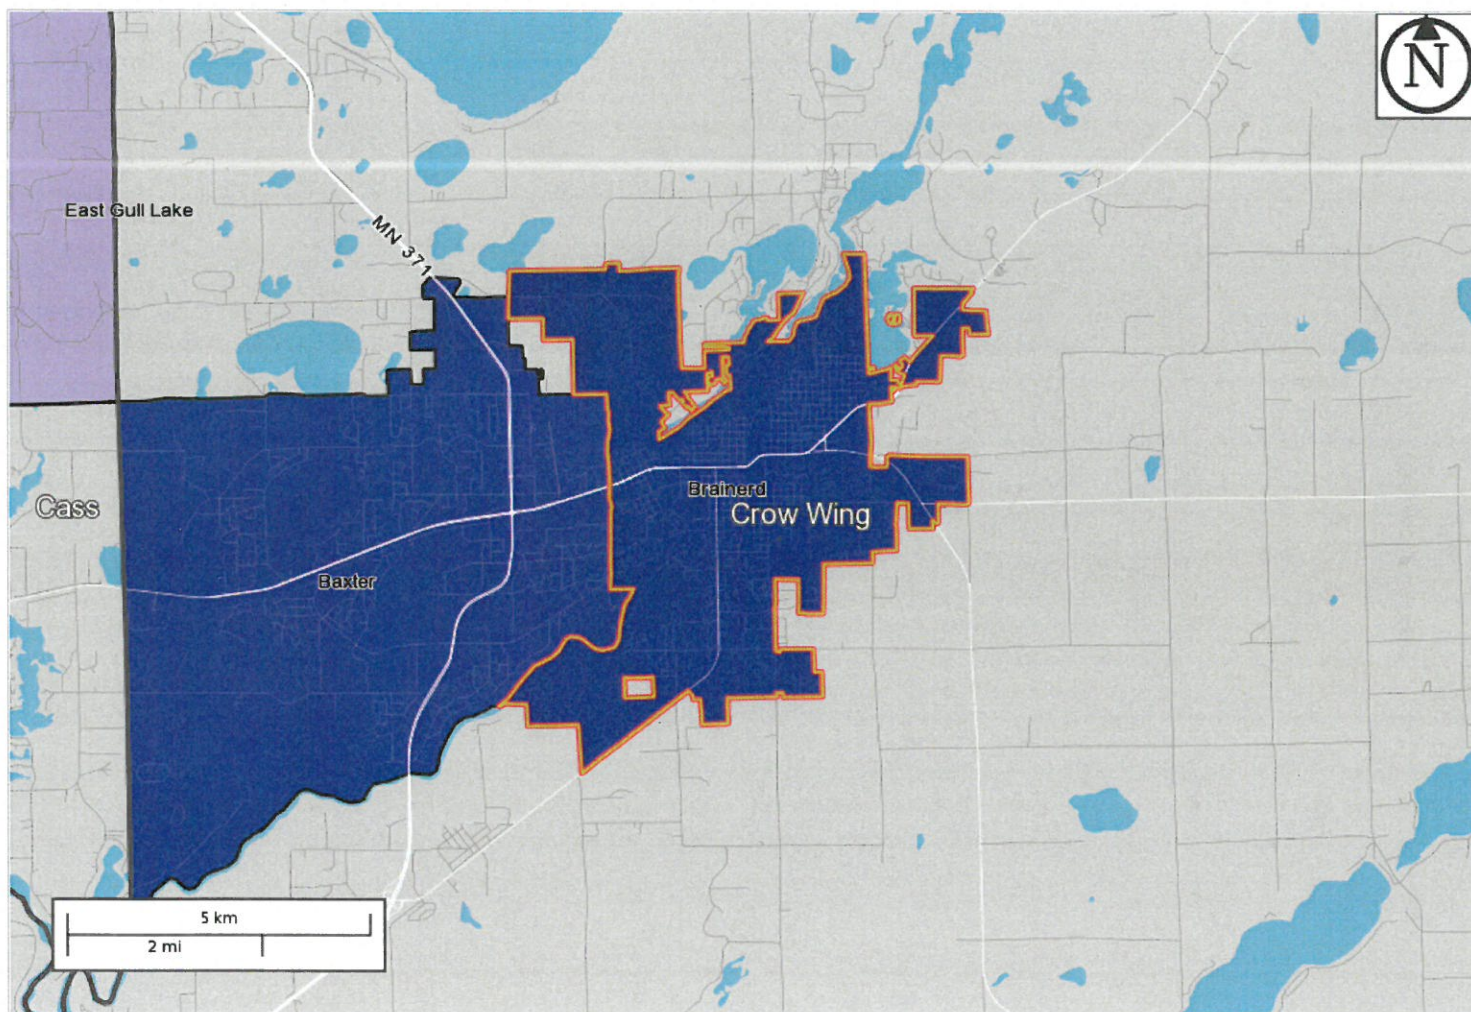 N
East Gull Lake
MN 371
Cass
Brainerd
Crow Wing
Baxter
5 km
2 mi